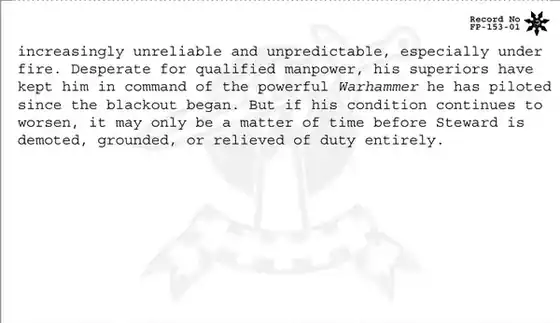 Record No
FP-153-01
increasingly unreliable and unpredictable, especially under
fire. Desperate for qualified manpower, his superiors have
kept him in command of the powerful Warhammer he has piloted
since the blackout began. But if his condition continues to
worsen, it may only be a matter of time before Steward is
demoted, grounded, or relieved of duty entirely.